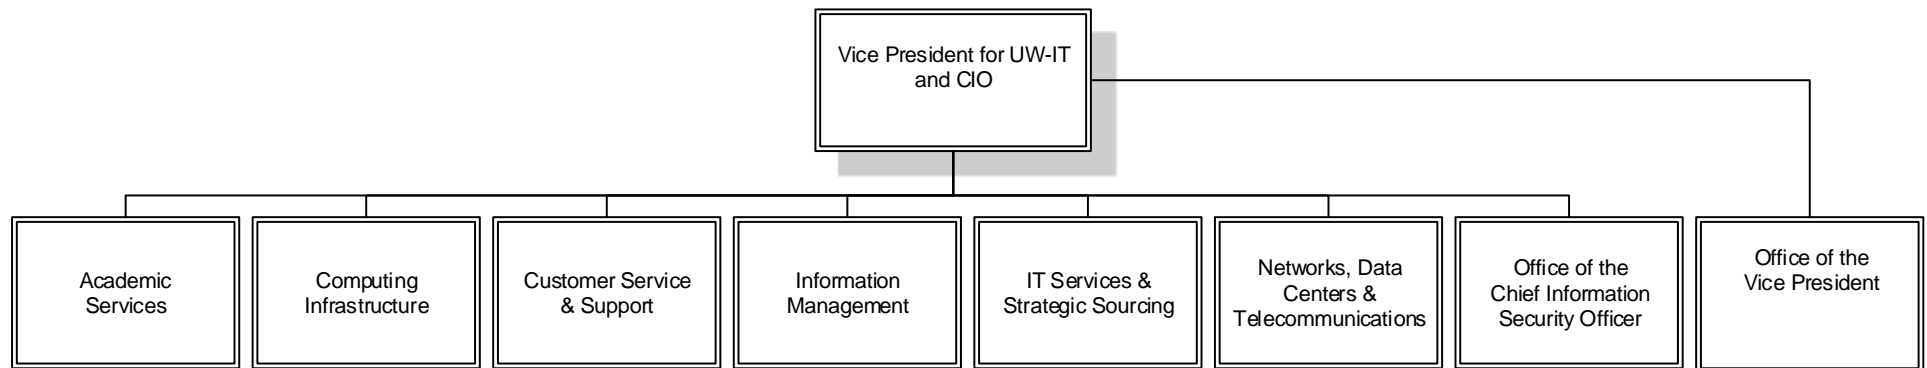 Vice President for UW-IT
and CIO
Academic
Services
Computing
Infrastructure
Customer Service
& Support
Information
Management
IT Services &
Strategic Sourcing
Networks, Data
Centers &
Telecommunications
Office of the
Chief Information
Security Officer
Office of the
Vice President